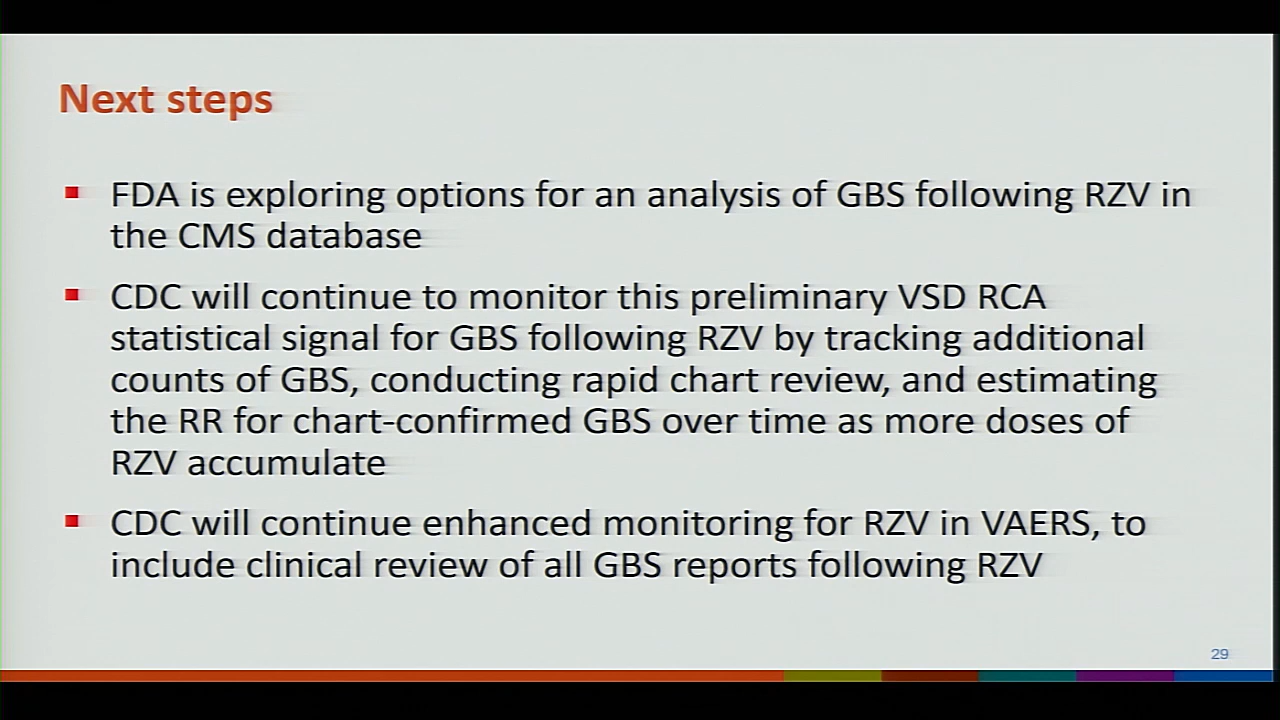 Next steps
FDA is exploring options for an analysis of GBS following RZV in
the CMS database
CDC will continue to monitor this preliminary VSD RCA
statistical signal for GBS following RZV by tracking additional
counts of GBS, conducting rapid chart review, and estimating
the RR for chart-confirmed GBS over time as more doses of
RZV accumulate
CDC will continue enhanced monitoring for RZV in VAERS, to
include clinical review of all GBS reports following RZV
29